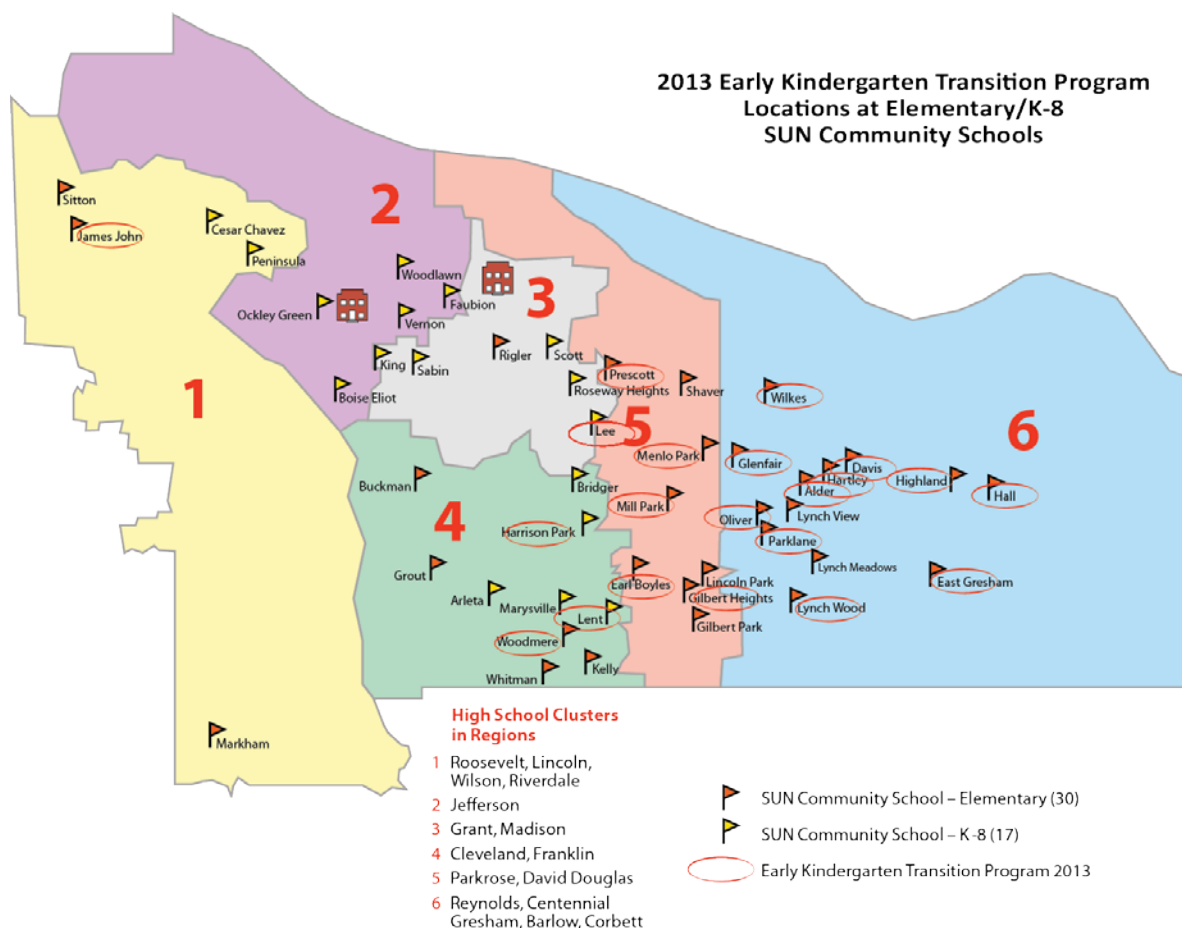 2013 Early Kindergarten Transition Program
Locations at Elementary/K-8
SUN Community Schools
Sitton
James John
Cesar Chavez
Peninsula
2
Woodlawn
Faubion
Ockley Green
Vernon
3
King
Sabin
Rigler
Scott
Boise Eliot
Roseway Heights
Prescott
Shaver
Wilkes
1
Lee
5
6
Menlo Park
Glenfair
Davis
Hartley
Highland
Alder
Hall
Buckman
Bridger
Mill Park
Lynch View
4
Oliver
Harrison Park
Parklane
Grout
Earl Boyles
Lincoln Park
Lynch Meadows
East Gresham
Arleta
Marysville
Gilbert Heights
Lynch Wood
Lent
Gilbert Park
Woodmere
Kelly
Whitman
Markham
High School Clusters
in Regions
1 Roosevelt, Lincoln,
Wilson, Riverdale
2 Jefferson
3 Grant, Madison
4 Cleveland, Franklin
5 Parkrose, David Douglas
6 Reynolds, Centennial
Gresham, Barlow, Corbett
SUN Community School – Elementary (30)
SUN Community School – K-8 (17)
Early Kindergarten Transition Program 2013